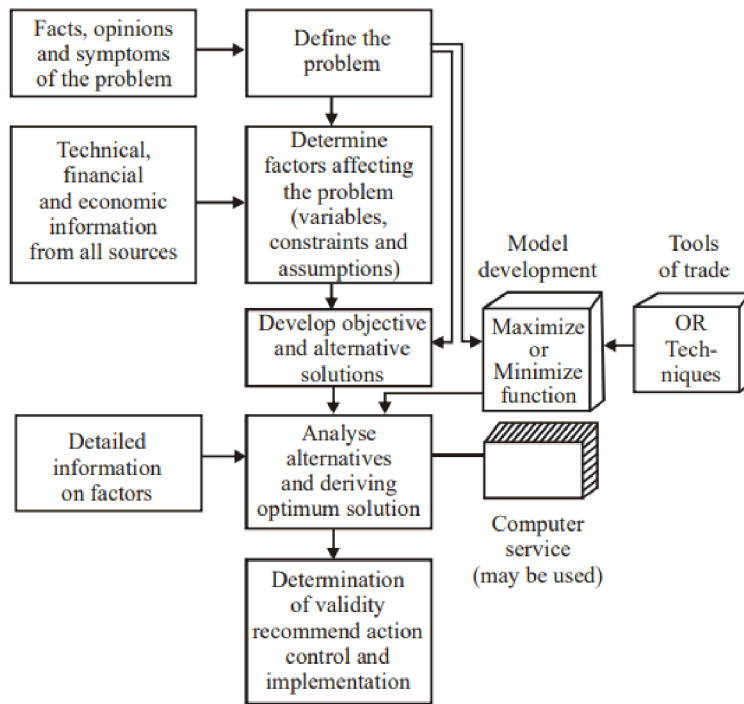 Facts, opinions
and symptoms
of the problem
Define the
problem
Technical,
financial
and economic
information
from all sources
Determine
factors affecting
the problem
(variables,
constraints and
assumptions)
Model
development
Tools
of trade
Develop objective
and alternative
solutions
Maximize
or
Minimize
function
OR
Tech-
niques
Detailed
information
on factors
Analyse
alternatives
and deriving
optimum solution
Computer
service
(may be used)
Determination
of validity
recommend action
control and
implementation